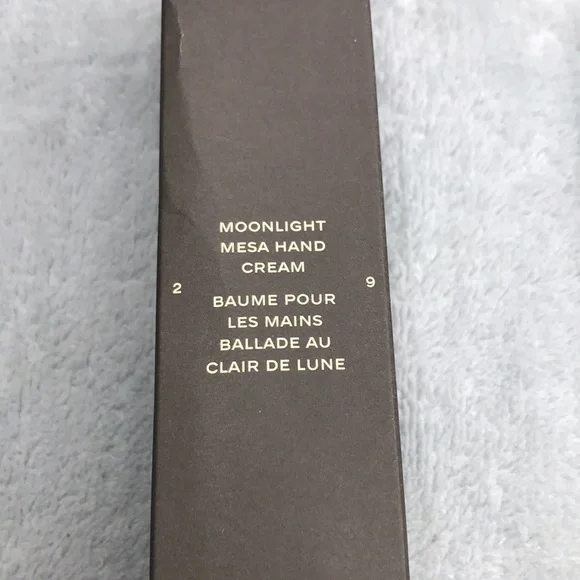 MOONLIGHT
MESA HAND
CREAM
2 9
BAUME POUR
LES MAINS
BALLADE AU
CLAIR DE LUNE